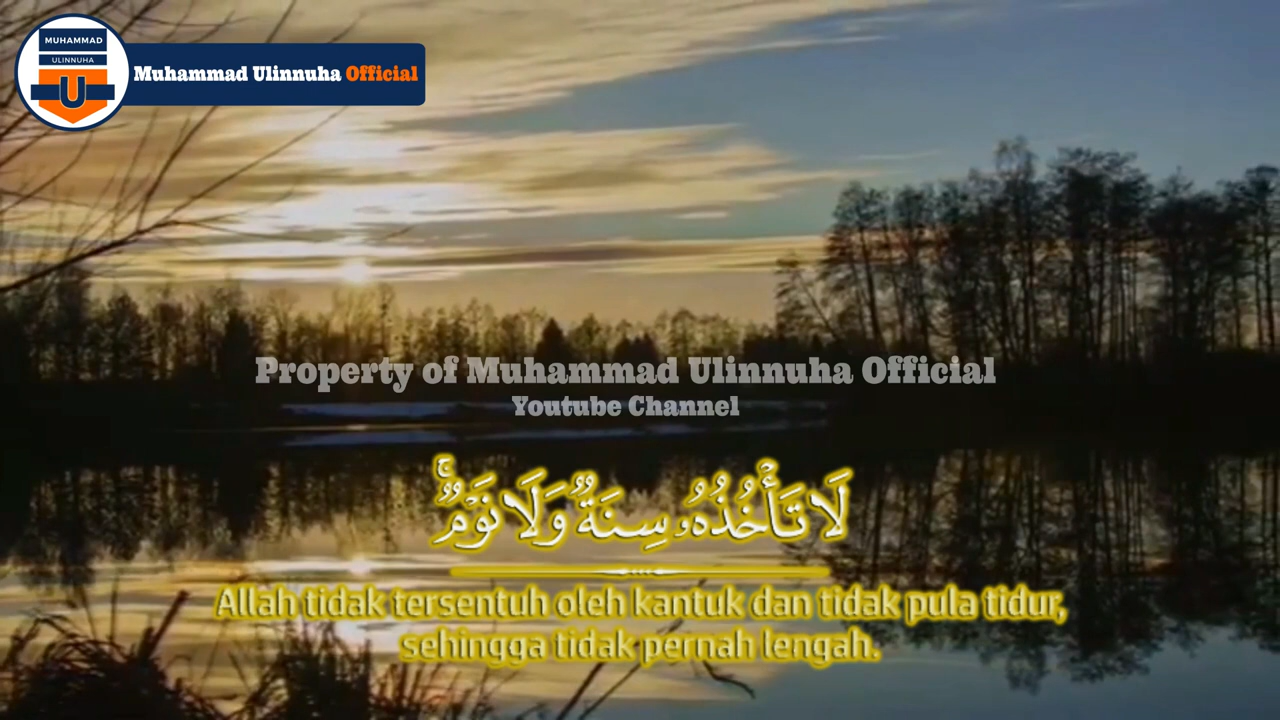 MUHAMMAD
ULINNUHA
U
Muhammad Ulinnuha Official
Property of Muhammad Ulinnuha Official
Youtube Channel
لَا تَأْخُذُهُۥ سِنَةٌ وَلَا نَوْمٌ ۚ
Allah tidak tersentuh oleh kantuk dan tidak pula tidur,
sehingga tidak pernah lengah.